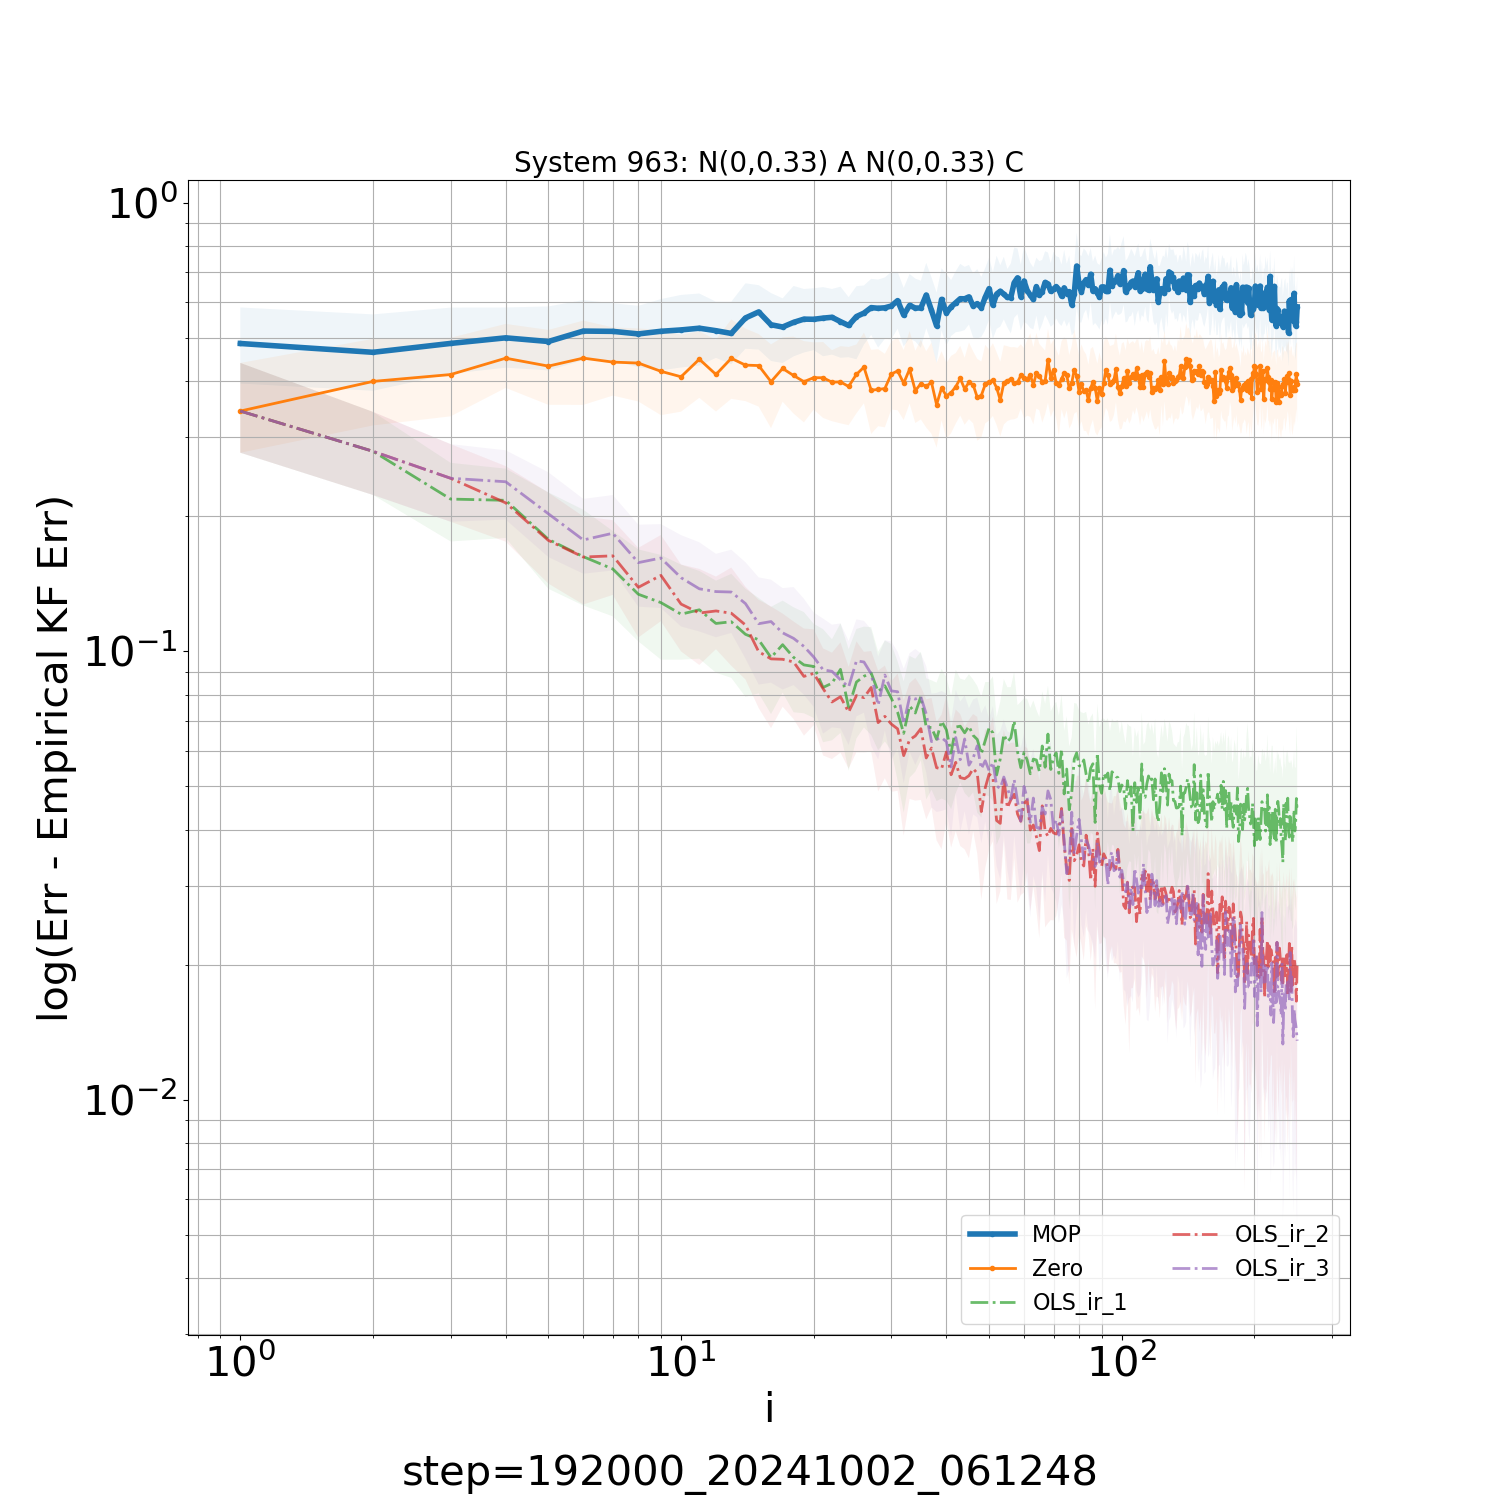 System 963: N(0,0.33) A N(0,0.33) C
log(Err - Empirical KF Err)
10⁰
10⁻¹
10⁻²
MOP
Zero
OLS_ir_1
OLS_ir_2
OLS_ir_3
10⁰ 10¹ 10²
i
step=192000_20241002_061248